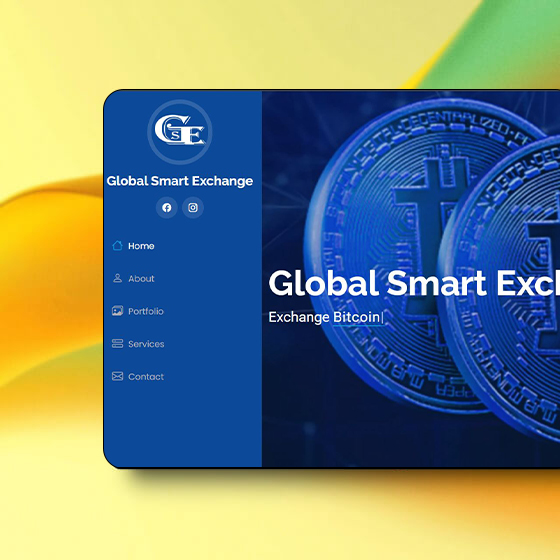 GSE
Global Smart Exchange
Home
About
Portfolio
Services
Contact
Global Smart Exch
Exchange Bitcoin|